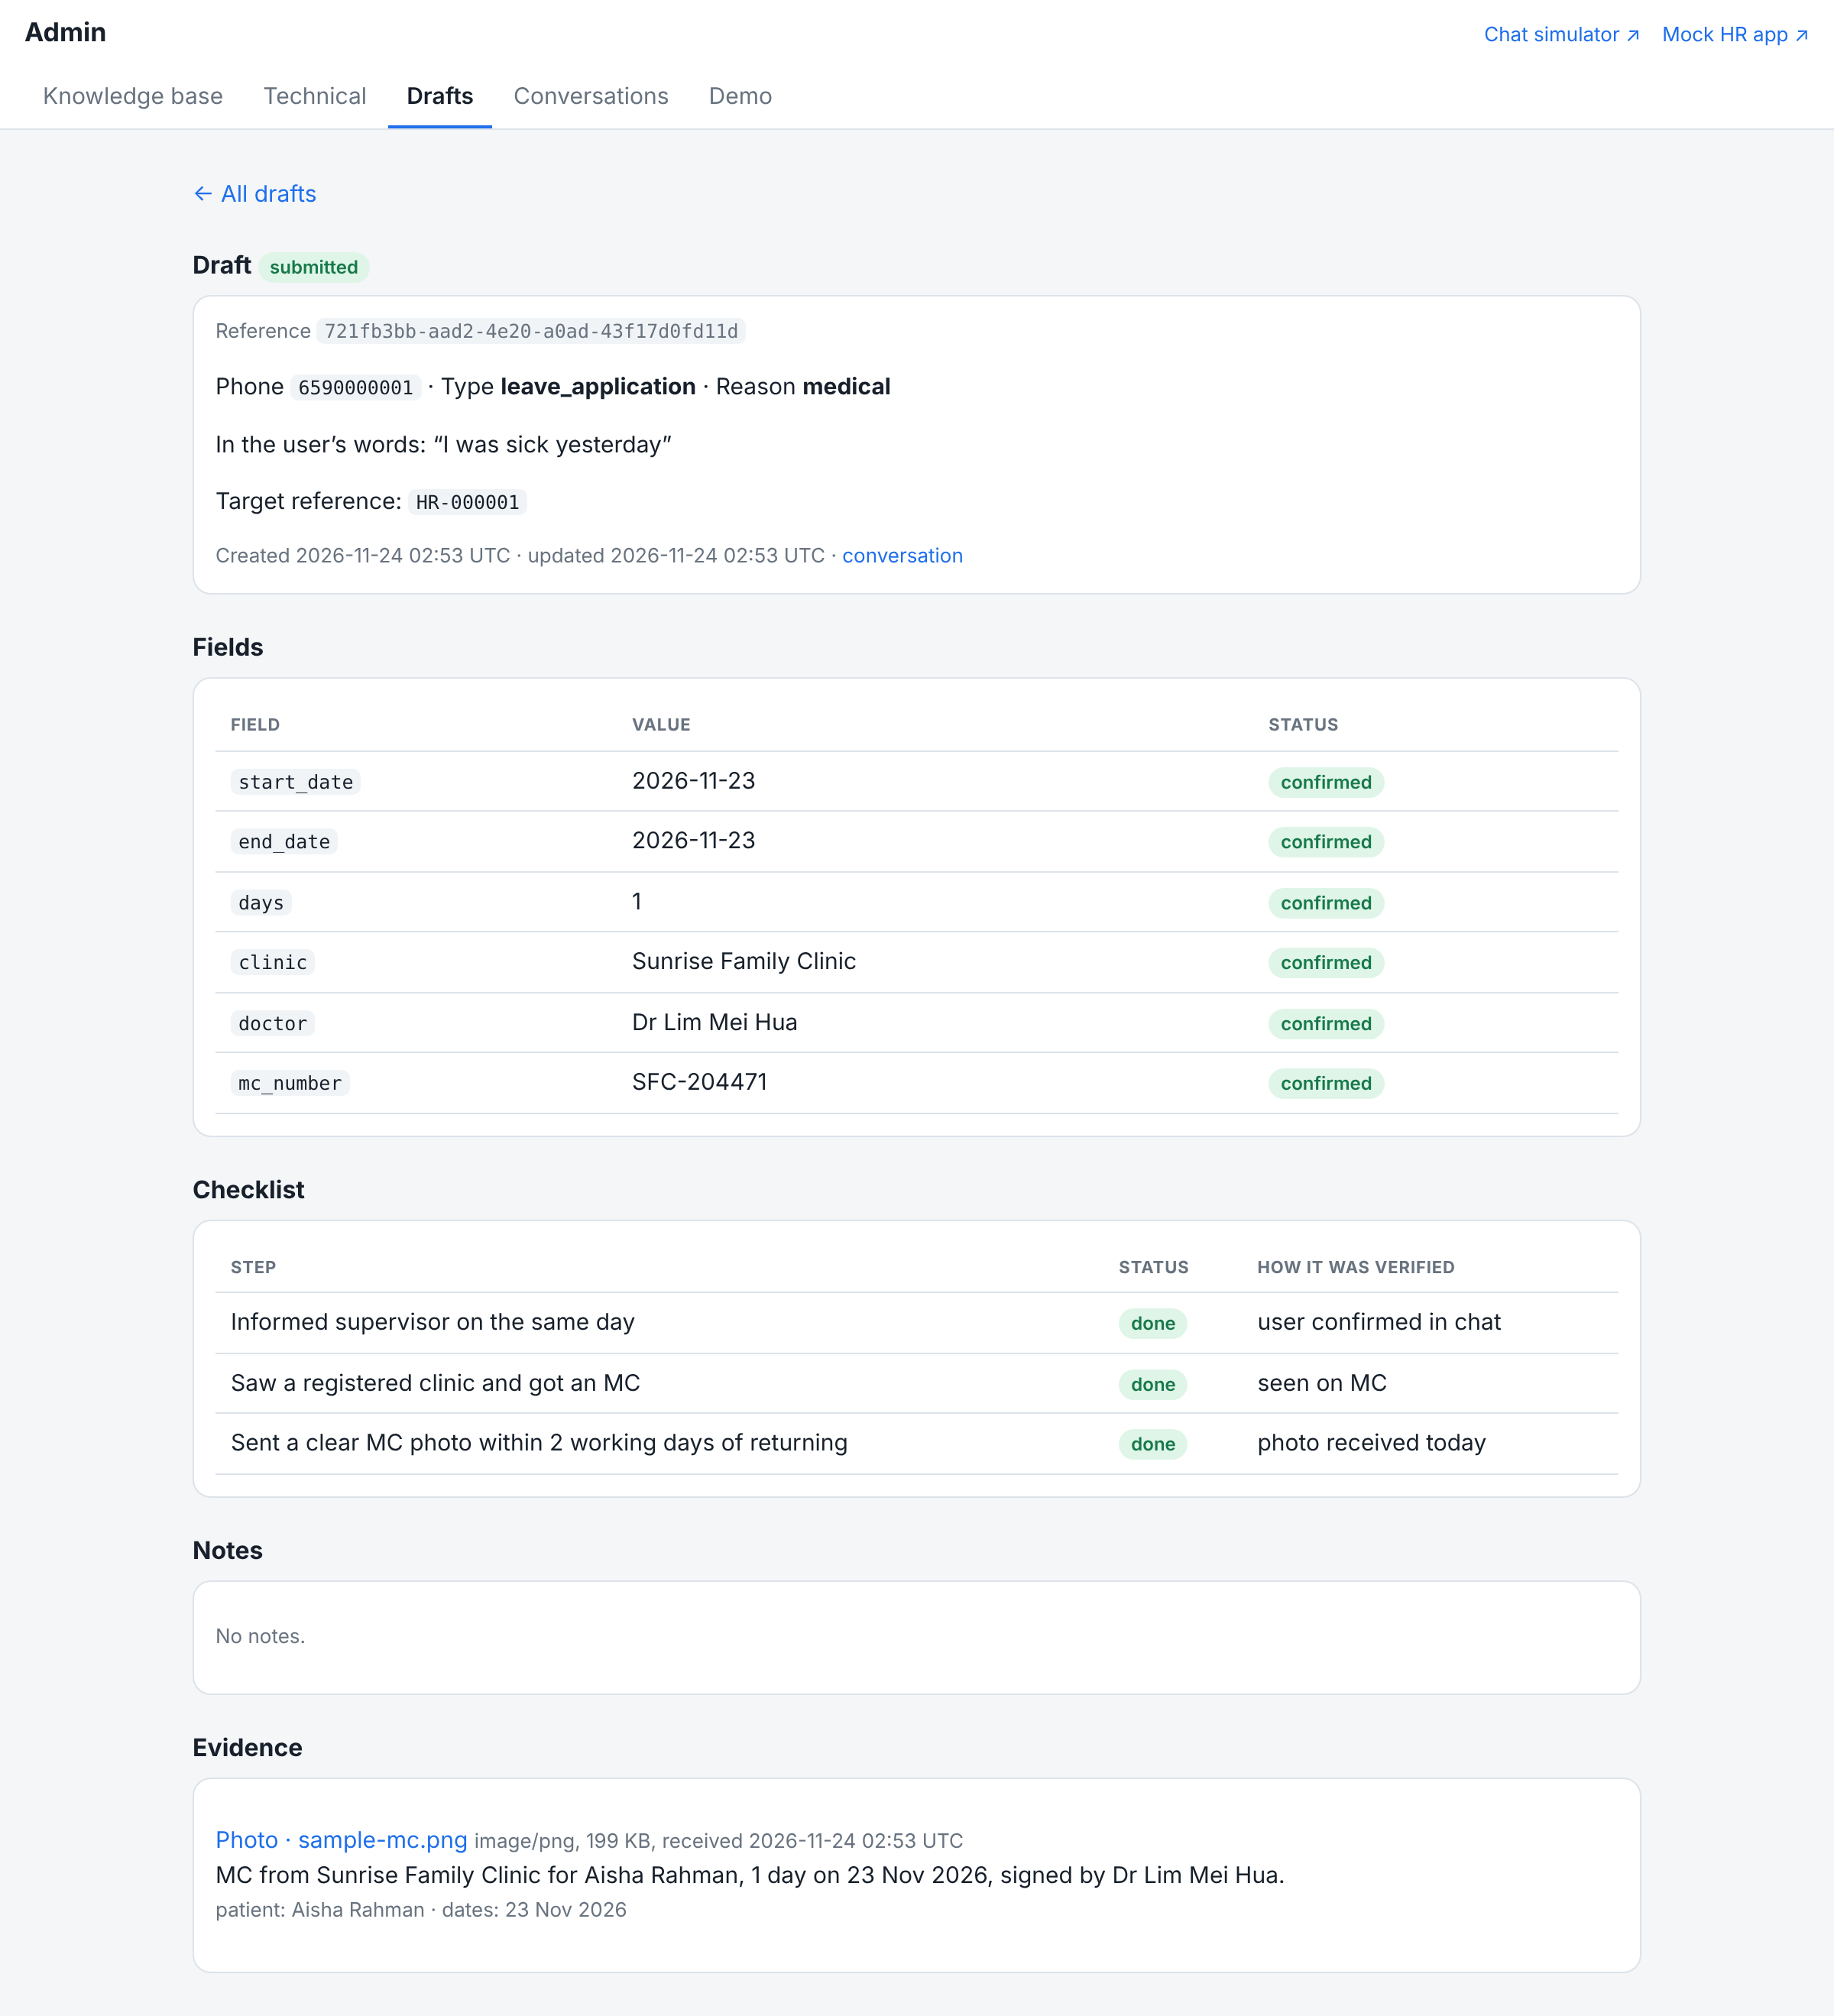 Admin
Chat simulator ↗ Mock HR app ↗
Knowledge base Technical Drafts Conversations Demo
← All drafts
Draft submitted
Reference 721fb3bb-aad2-4e20-a0ad-43f17d0fd11d
Phone 6590000001 · Type leave_application · Reason medical
In the user’s words: “I was sick yesterday”
Target reference: HR-000001
Created 2026-11-24 02:53 UTC · updated 2026-11-24 02:53 UTC · conversation
Fields
FIELD VALUE STATUS
start_date 2026-11-23 confirmed
end_date 2026-11-23 confirmed
days 1 confirmed
clinic Sunrise Family Clinic confirmed
doctor Dr Lim Mei Hua confirmed
mc_number SFC-204471 confirmed
Checklist
STEP STATUS HOW IT WAS VERIFIED
Informed supervisor on the same day done user confirmed in chat
Saw a registered clinic and got an MC done seen on MC
Sent a clear MC photo within 2 working days of returning done photo received today
Notes
No notes.
Evidence
Photo · sample-mc.png image/png, 199 KB, received 2026-11-24 02:53 UTC
MC from Sunrise Family Clinic for Aisha Rahman, 1 day on 23 Nov 2026, signed by Dr Lim Mei Hua.
patient: Aisha Rahman · dates: 23 Nov 2026